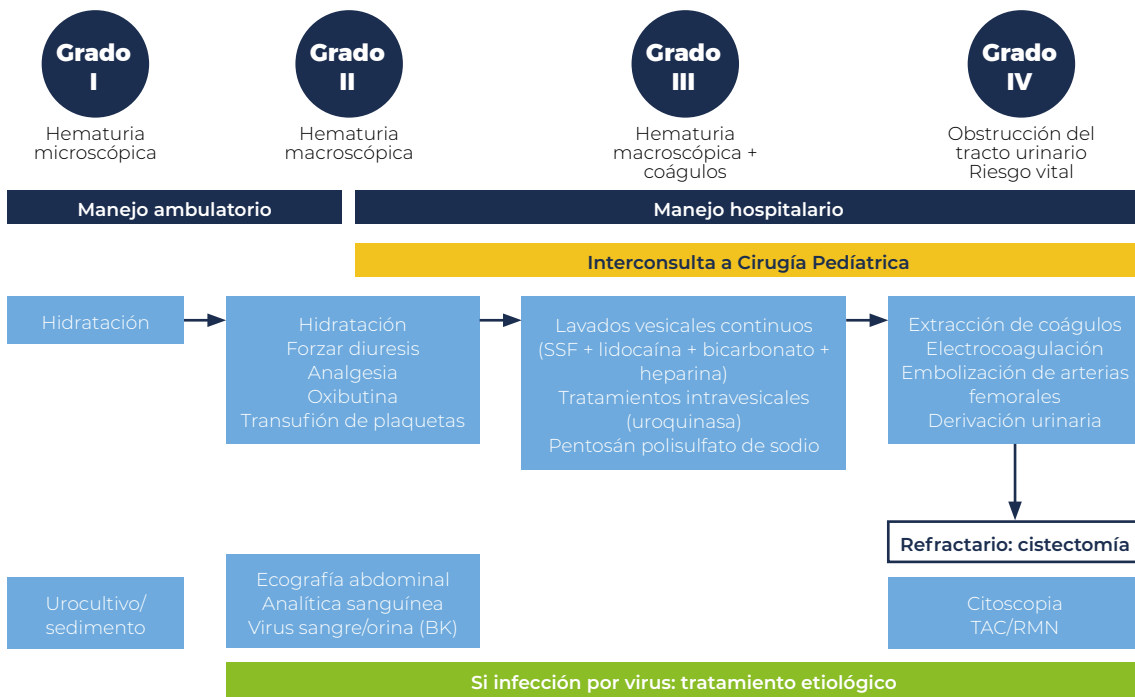 Grado
I
Grado
II
Grado
III
Grado
IV
Hematuria
microscópica
Hematuria
macroscópica
Hematuria
macroscópica +
coágulos
Obstrucción del
tracto urinario
Riesgo vital
Manejo ambulatorio
Manejo hospitalario
Interconsulta a Cirugía Pedíatrica
Hidratación
Hidratación
Forzar diuresis
Analgesia
Oxibutina
Transufión de plaquetas
Lavados vesicales continuos
(SSF + lidocaína + bicarbonato +
heparina)
Tratamientos intravesicales
(uroquinasa)
Pentosán polisulfato de sodio
Extracción de coágulos
Electrocoagulación
Embolización de arterias
femorales
Derivación urinaria
Refractario: cistectomía
Urocultivo/
sedimento
Ecografía abdominal
Analítica sanguínea
Virus sangre/orina (BK)
Citoscopia
TAC/RMN
Si infección por virus: tratamiento etiológico